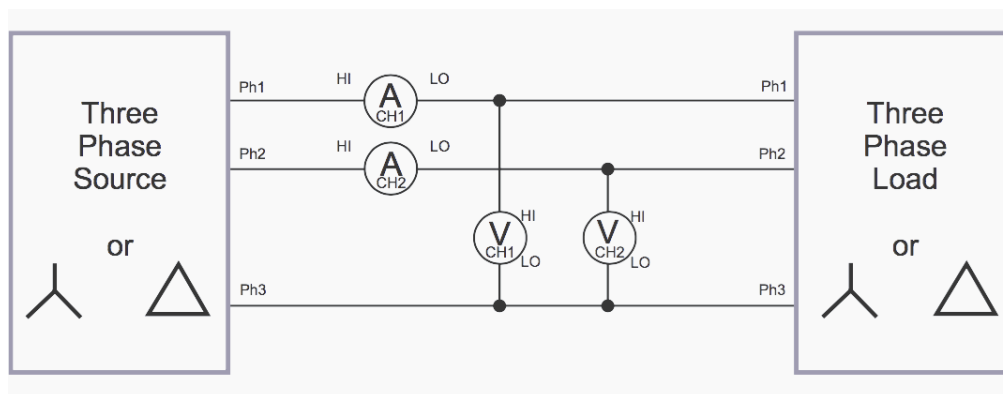 Three
Phase
Source
or
Ph1
HI
A
CH1
LO
Ph1
Ph2
HI
A
CH2
LO
Ph2
V
CH1
HI
LO
V
CH2
HI
LO
Ph3
Ph3
Three
Phase
Load
or